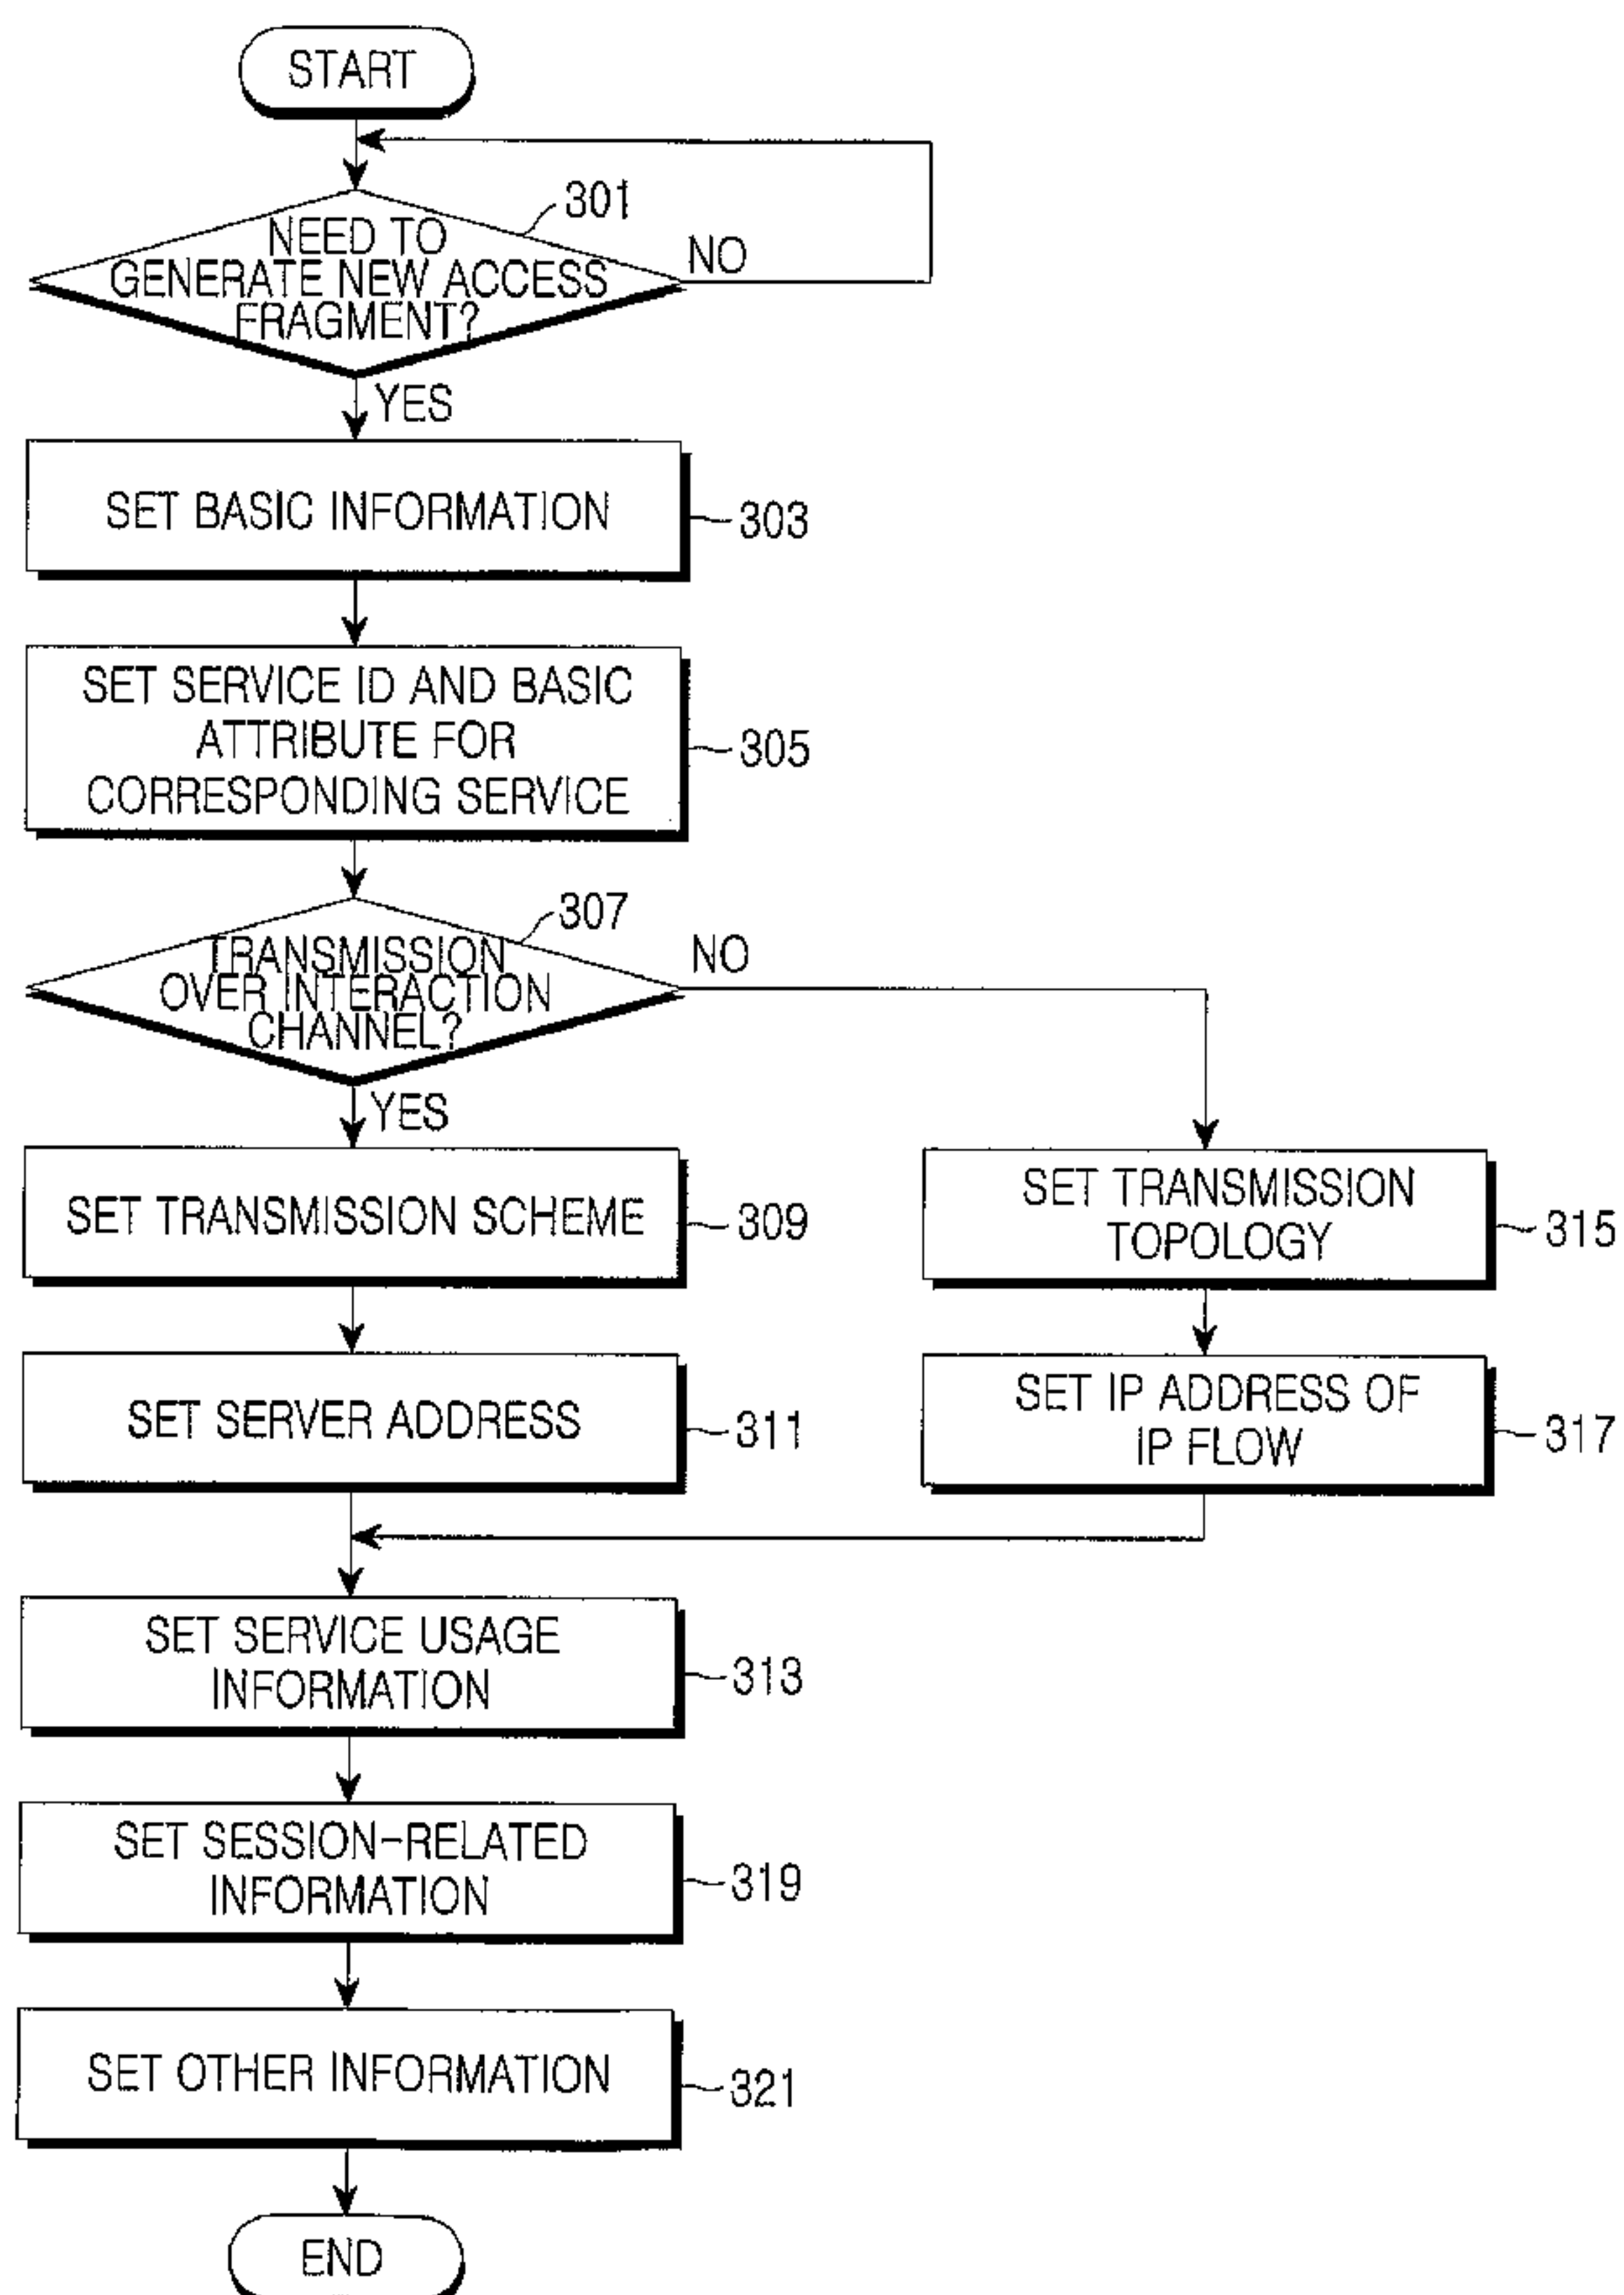 START
301
NEED TO
GENERATE NEW ACCESS
FRAGMENT?
NO
YES
SET BASIC INFORMATION
303
SET SERVICE ID AND BASIC
ATTRIBUTE FOR
CORRESPONDING SERVICE
305
307
TRANSMISSION
OVER INTERACTION
CHANNEL?
NO
YES
SET TRANSMISSION SCHEME
309
SET TRANSMISSION
TOPOLOGY
315
SET SERVER ADDRESS
311
SET IP ADDRESS OF
IP FLOW
317
SET SERVICE USAGE
INFORMATION
313
SET SESSION-RELATED
INFORMATION
319
SET OTHER INFORMATION
321
END